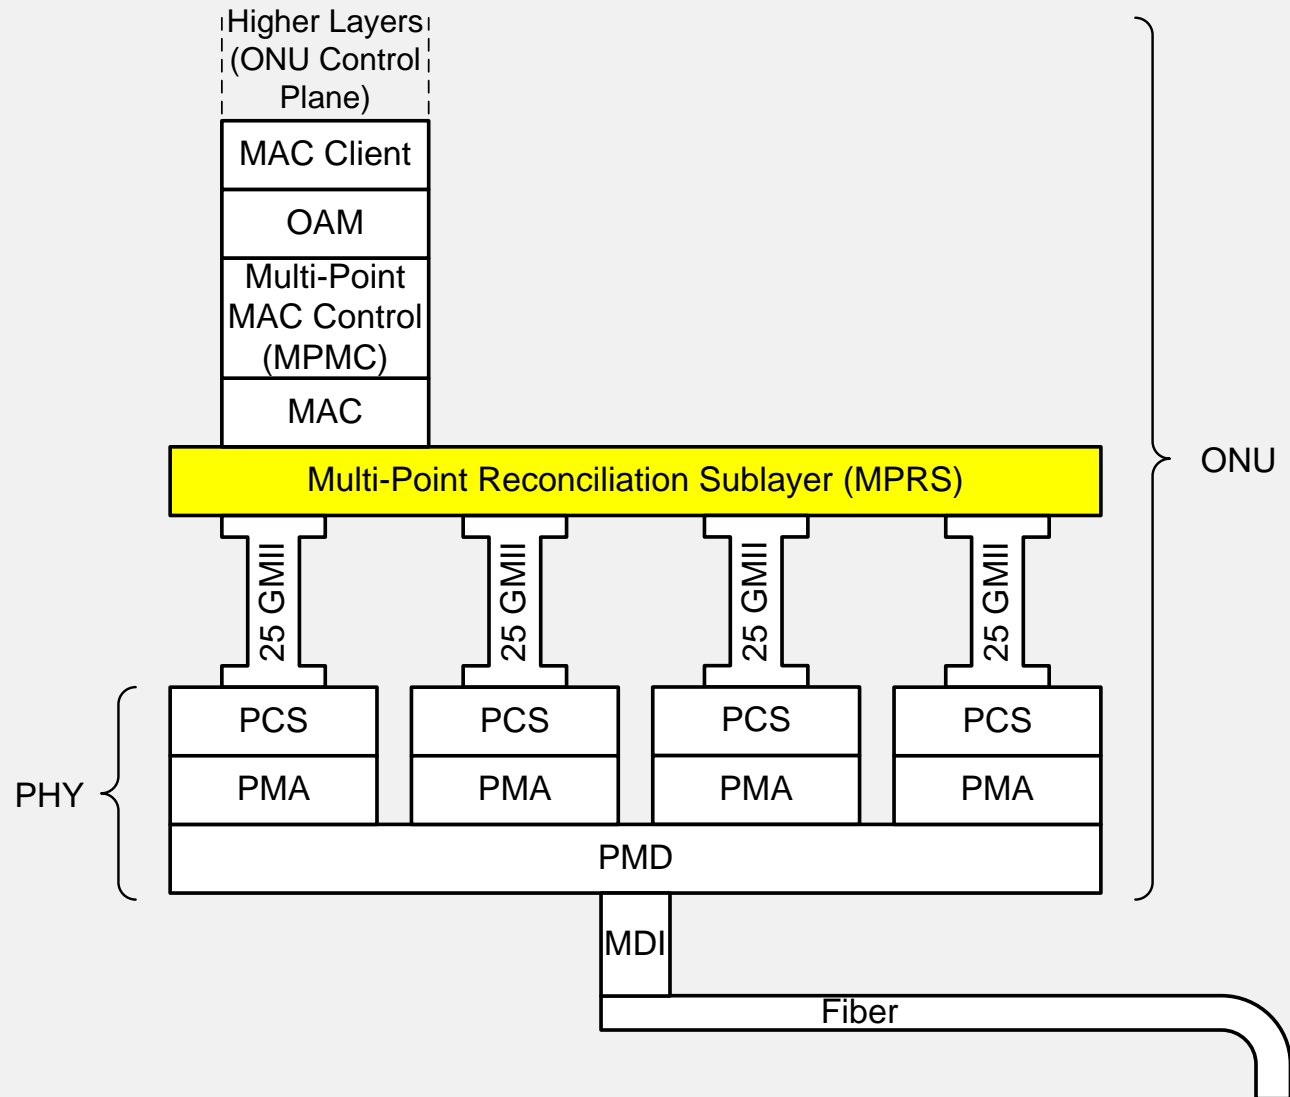 Higher Layers
(ONU Control
Plane)
MAC Client
OAM
Multi-Point
MAC Control
(MPMC)
MAC
Multi-Point Reconciliation Sublayer (MPRS)
ONU
25 GMII
25 GMII
25 GMII
25 GMII
PCS
PCS
PCS
PCS
PHY
PMA
PMA
PMA
PMA
PMD
MDI
Fiber